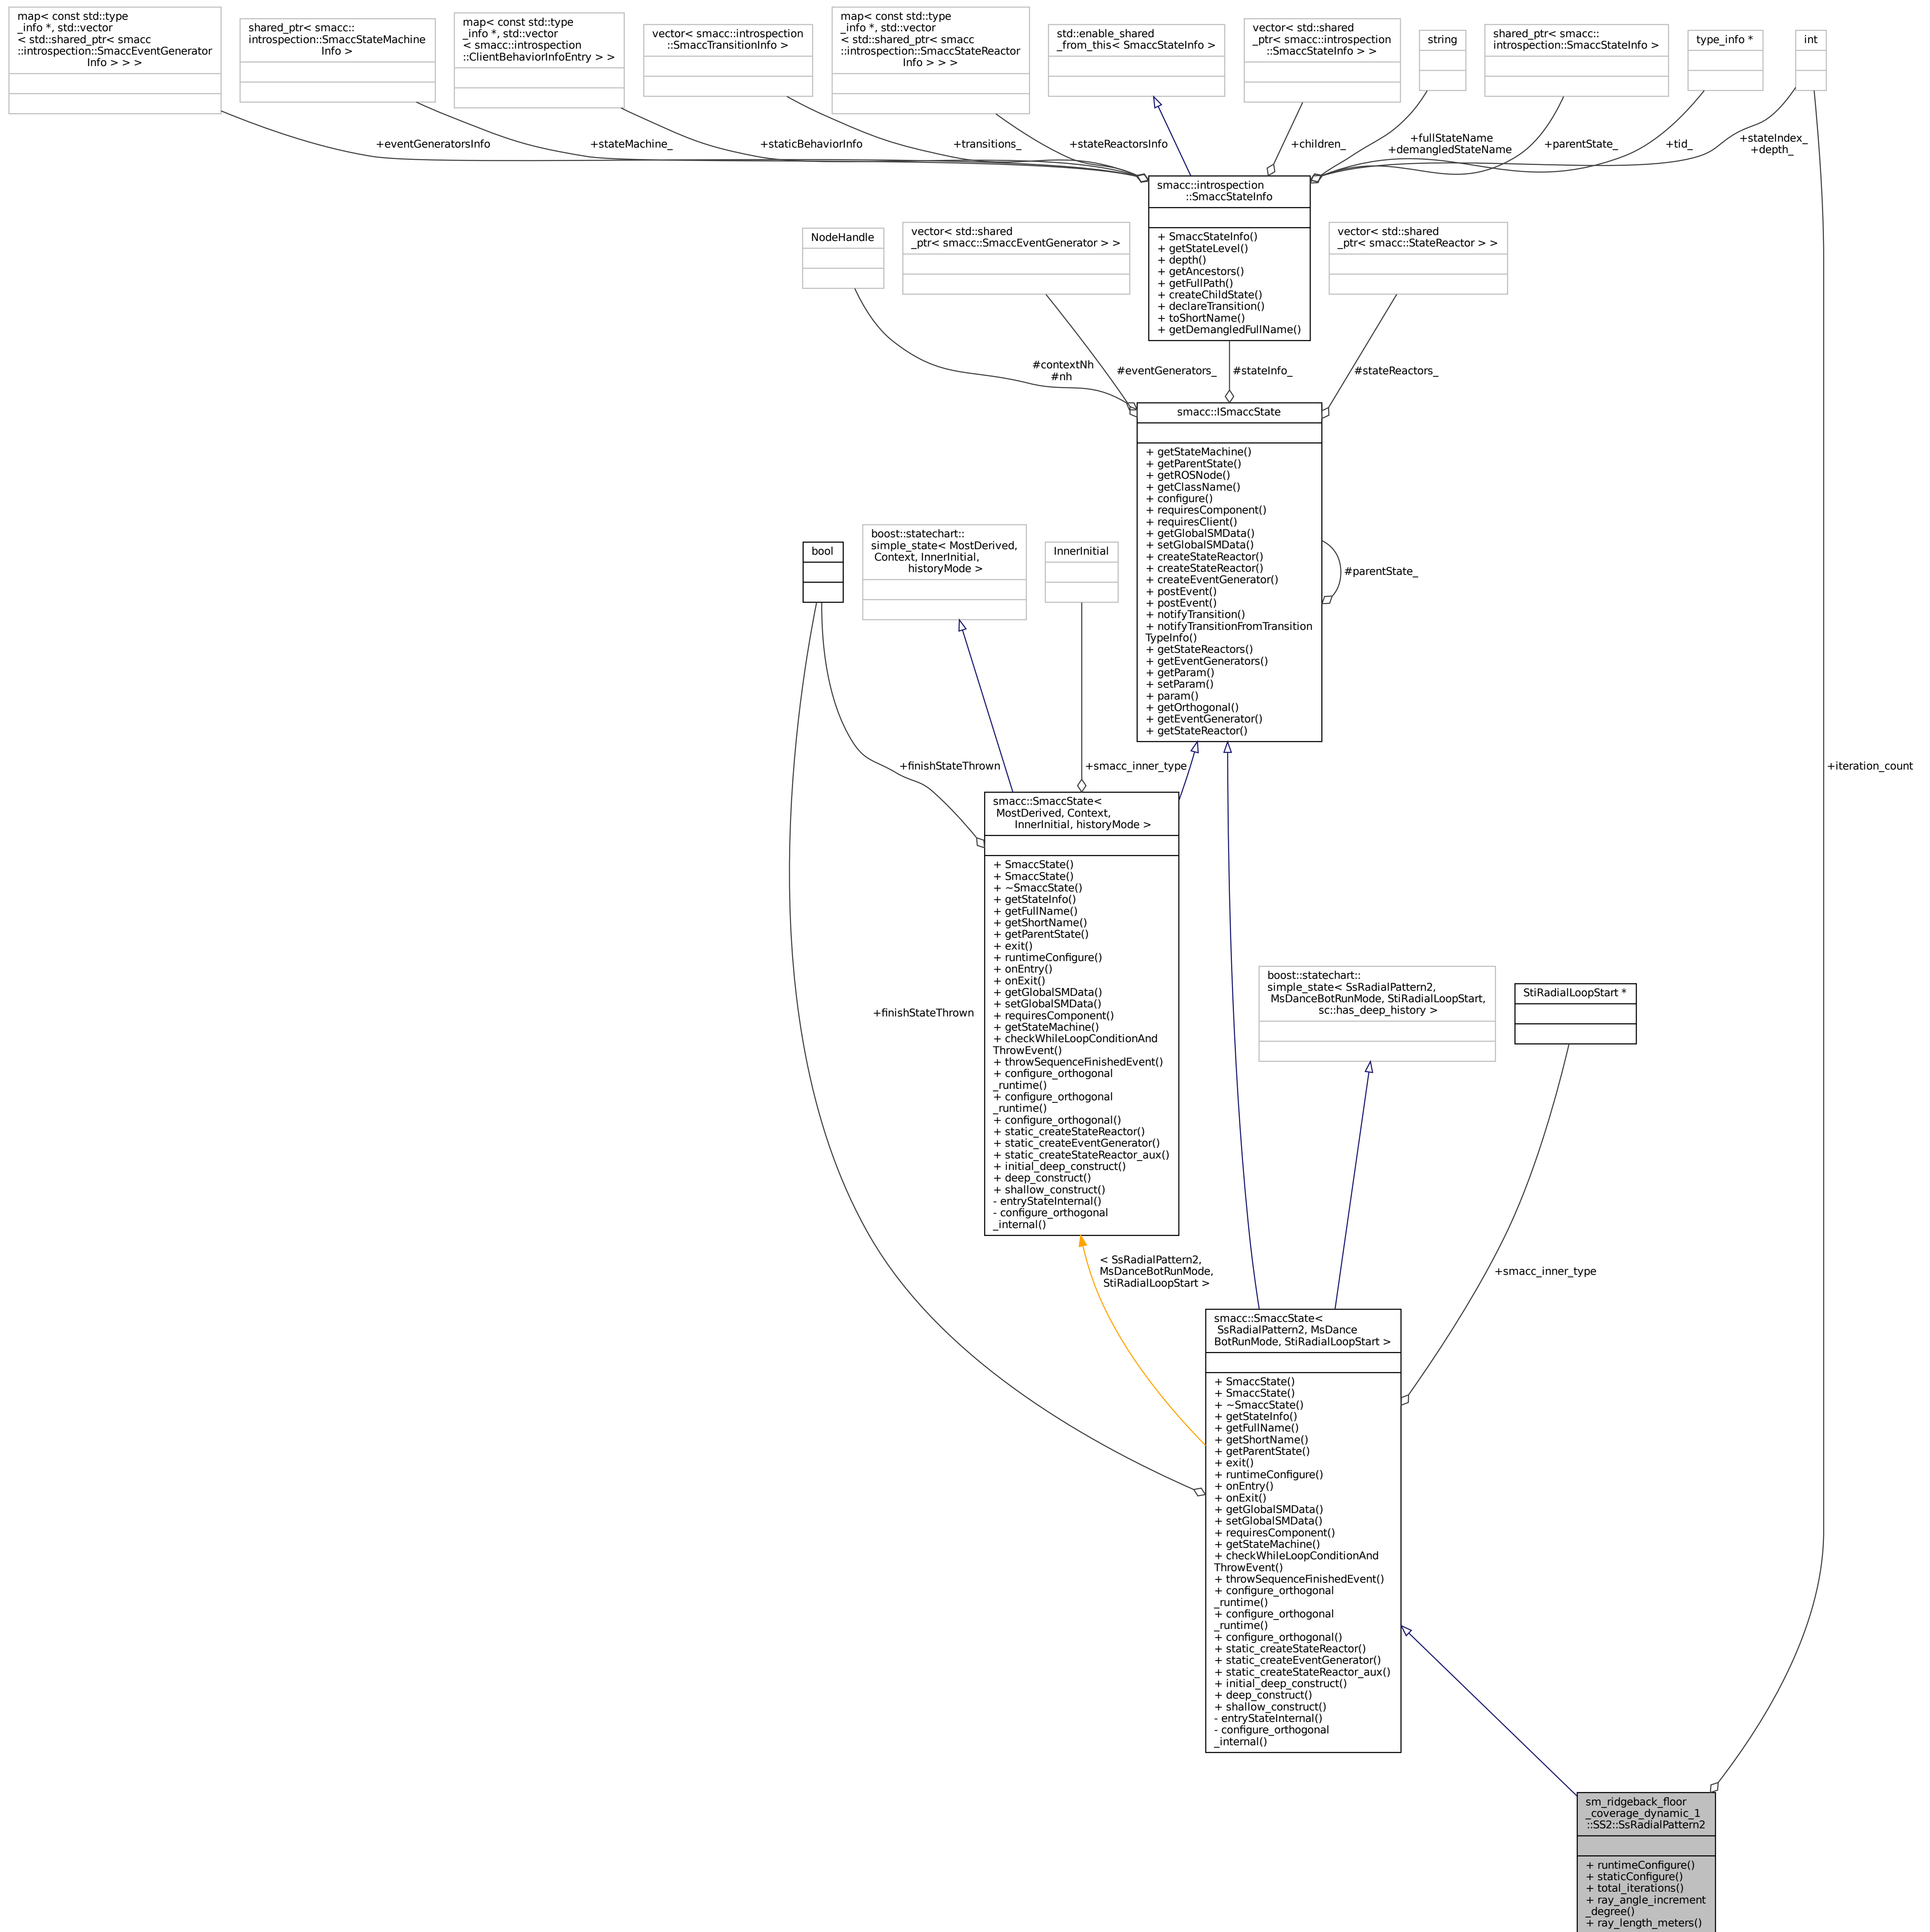 map< const std::type
_info *, std::vector
< std::shared_ptr< smacc
::introspection::SmaccEventGenerator
Info > > >
shared_ptr< smacc::
introspection::SmaccStateMachine
Info >
map< const std::type
_info *, std::vector
< smacc::introspection
::ClientBehaviorInfoEntry > >
vector< smacc::introspection
::SmaccTransitionInfo >
map< const std::type
_info *, std::vector
< std::shared_ptr< smacc
::introspection::SmaccStateReactor
Info > > >
std::enable_shared
_from_this< SmaccStateInfo >
vector< std::shared
_ptr< smacc::introspection
::SmaccStateInfo > >
string
shared_ptr< smacc::
introspection::SmaccStateInfo >
type_info *
int
+eventGeneratorsInfo
+stateMachine_
+staticBehaviorInfo
+transitions_
+stateReactorsInfo
+children_
+fullStateName
+demangledStateName
+parentState_
+tid_
+stateIndex_
+depth_
smacc::introspection
::SmaccStateInfo
+ SmaccStateInfo()
+ getStateLevel()
+ depth()
+ getAncestors()
+ getFullPath()
+ createChildState()
+ declareTransition()
+ toShortName()
+ getDemangledFullName()
NodeHandle
vector< std::shared
_ptr< smacc::SmaccEventGenerator > >
vector< std::shared
_ptr< smacc::StateReactor > >
#contextNh
#nh
#eventGenerators_
#stateInfo_
#stateReactors_
smacc::ISmaccState
+ getStateMachine()
+ getParentState()
+ getROSNode()
+ getClassName()
+ configure()
+ requiresComponent()
+ requiresClient()
+ getGlobalSMData()
+ setGlobalSMData()
+ createStateReactor()
+ createStateReactor()
+ createEventGenerator()
+ postEvent()
+ postEvent()
+ notifyTransition()
+ notifyTransitionFromTransition
TypeInfo()
+ getStateReactors()
+ getEventGenerators()
+ getParam()
+ setParam()
+ param()
+ getOrthogonal()
+ getEventGenerator()
+ getStateReactor()
#parentState_
bool
boost::statechart::
simple_state< MostDerived,
Context, InnerInitial,
historyMode >
InnerInitial
+finishStateThrown
+smacc_inner_type
+iteration_count
smacc::SmaccState<
MostDerived, Context,
InnerInitial, historyMode >
+ SmaccState()
+ SmaccState()
+ ~SmaccState()
+ getStateInfo()
+ getFullName()
+ getShortName()
+ getParentState()
+ exit()
+ runtimeConfigure()
+ onEntry()
+ onExit()
+ getGlobalSMData()
+ setGlobalSMData()
+ requiresComponent()
+ getStateMachine()
+ checkWhileLoopConditionAnd
ThrowEvent()
+ throwSequenceFinishedEvent()
+ configure_orthogonal
_runtime()
+ configure_orthogonal
_runtime()
+ configure_orthogonal()
+ static_createStateReactor()
+ static_createEventGenerator()
+ static_createStateReactor_aux()
+ initial_deep_construct()
+ deep_construct()
+ shallow_construct()
- entryStateInternal()
- configure_orthogonal
_internal()
+finishStateThrown
boost::statechart::
simple_state< SsRadialPattern2,
MsDanceBotRunMode, StiRadialLoopStart,
sc::has_deep_history >
StiRadialLoopStart *
< SsRadialPattern2,
MsDanceBotRunMode,
StiRadialLoopStart >
+smacc_inner_type
smacc::SmaccState<
SsRadialPattern2, MsDance
BotRunMode, StiRadialLoopStart >
+ SmaccState()
+ SmaccState()
+ ~SmaccState()
+ getStateInfo()
+ getFullName()
+ getShortName()
+ getParentState()
+ exit()
+ runtimeConfigure()
+ onEntry()
+ onExit()
+ getGlobalSMData()
+ setGlobalSMData()
+ requiresComponent()
+ getStateMachine()
+ checkWhileLoopConditionAnd
ThrowEvent()
+ throwSequenceFinishedEvent()
+ configure_orthogonal
_runtime()
+ configure_orthogonal
_runtime()
+ configure_orthogonal()
+ static_createStateReactor()
+ static_createEventGenerator()
+ static_createStateReactor_aux()
+ initial_deep_construct()
+ deep_construct()
+ shallow_construct()
- entryStateInternal()
- configure_orthogonal
_internal()
sm_ridgeback_floor
_coverage_dynamic_1
::SS2::SsRadialPattern2
+ runtimeConfigure()
+ staticConfigure()
+ total_iterations()
+ ray_angle_increment
_degree()
+ ray_length_meters()